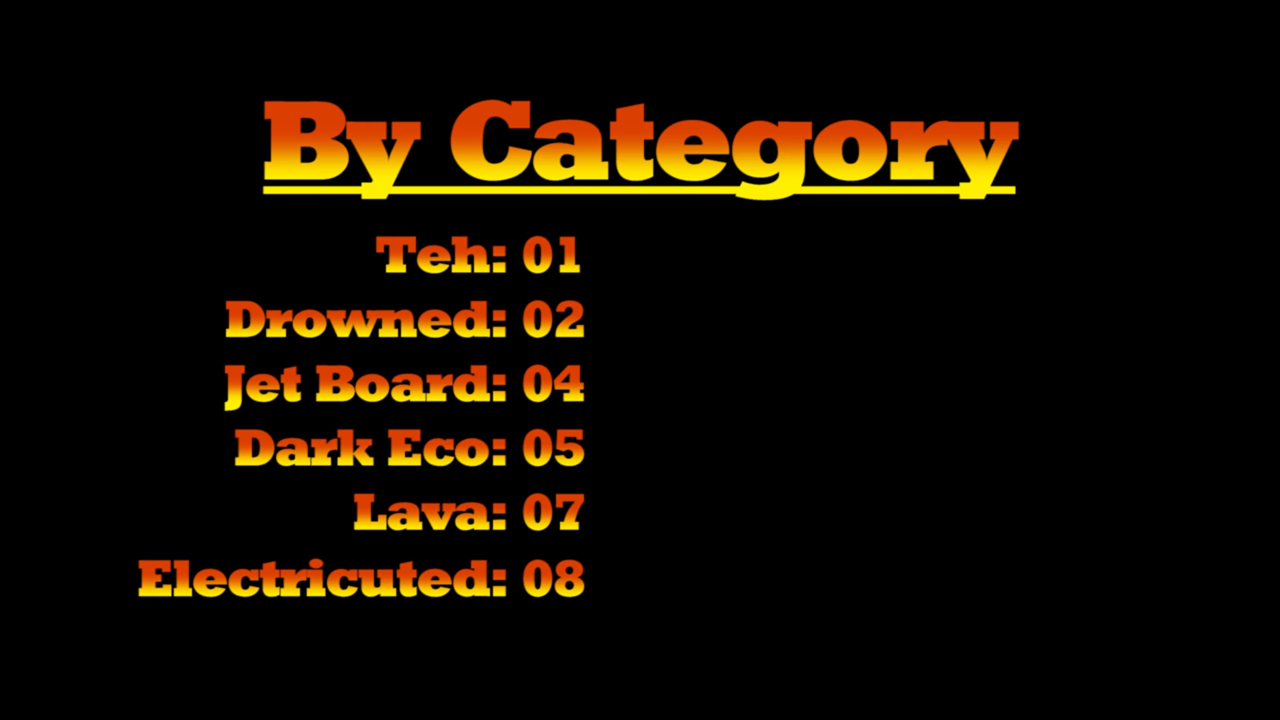 By Category
Teh: 01
Drowned: 02
Jet Board: 04
Dark Eco: 05
Lava: 07
Electricuted: 08